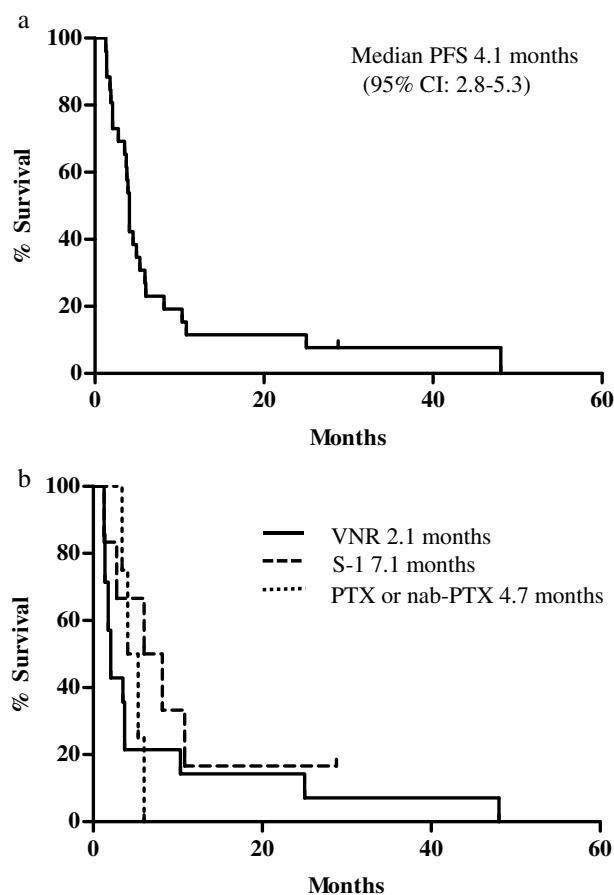 a
Median PFS 4.1 months
(95% CI: 2.8-5.3)
% Survival
100
80
60
40
20
0
0 20 40 60
Months
b
VNR 2.1 months
S-1 7.1 months
PTX or nab-PTX 4.7 months
% Survival
100
80
60
40
20
0
0 20 40 60
Months